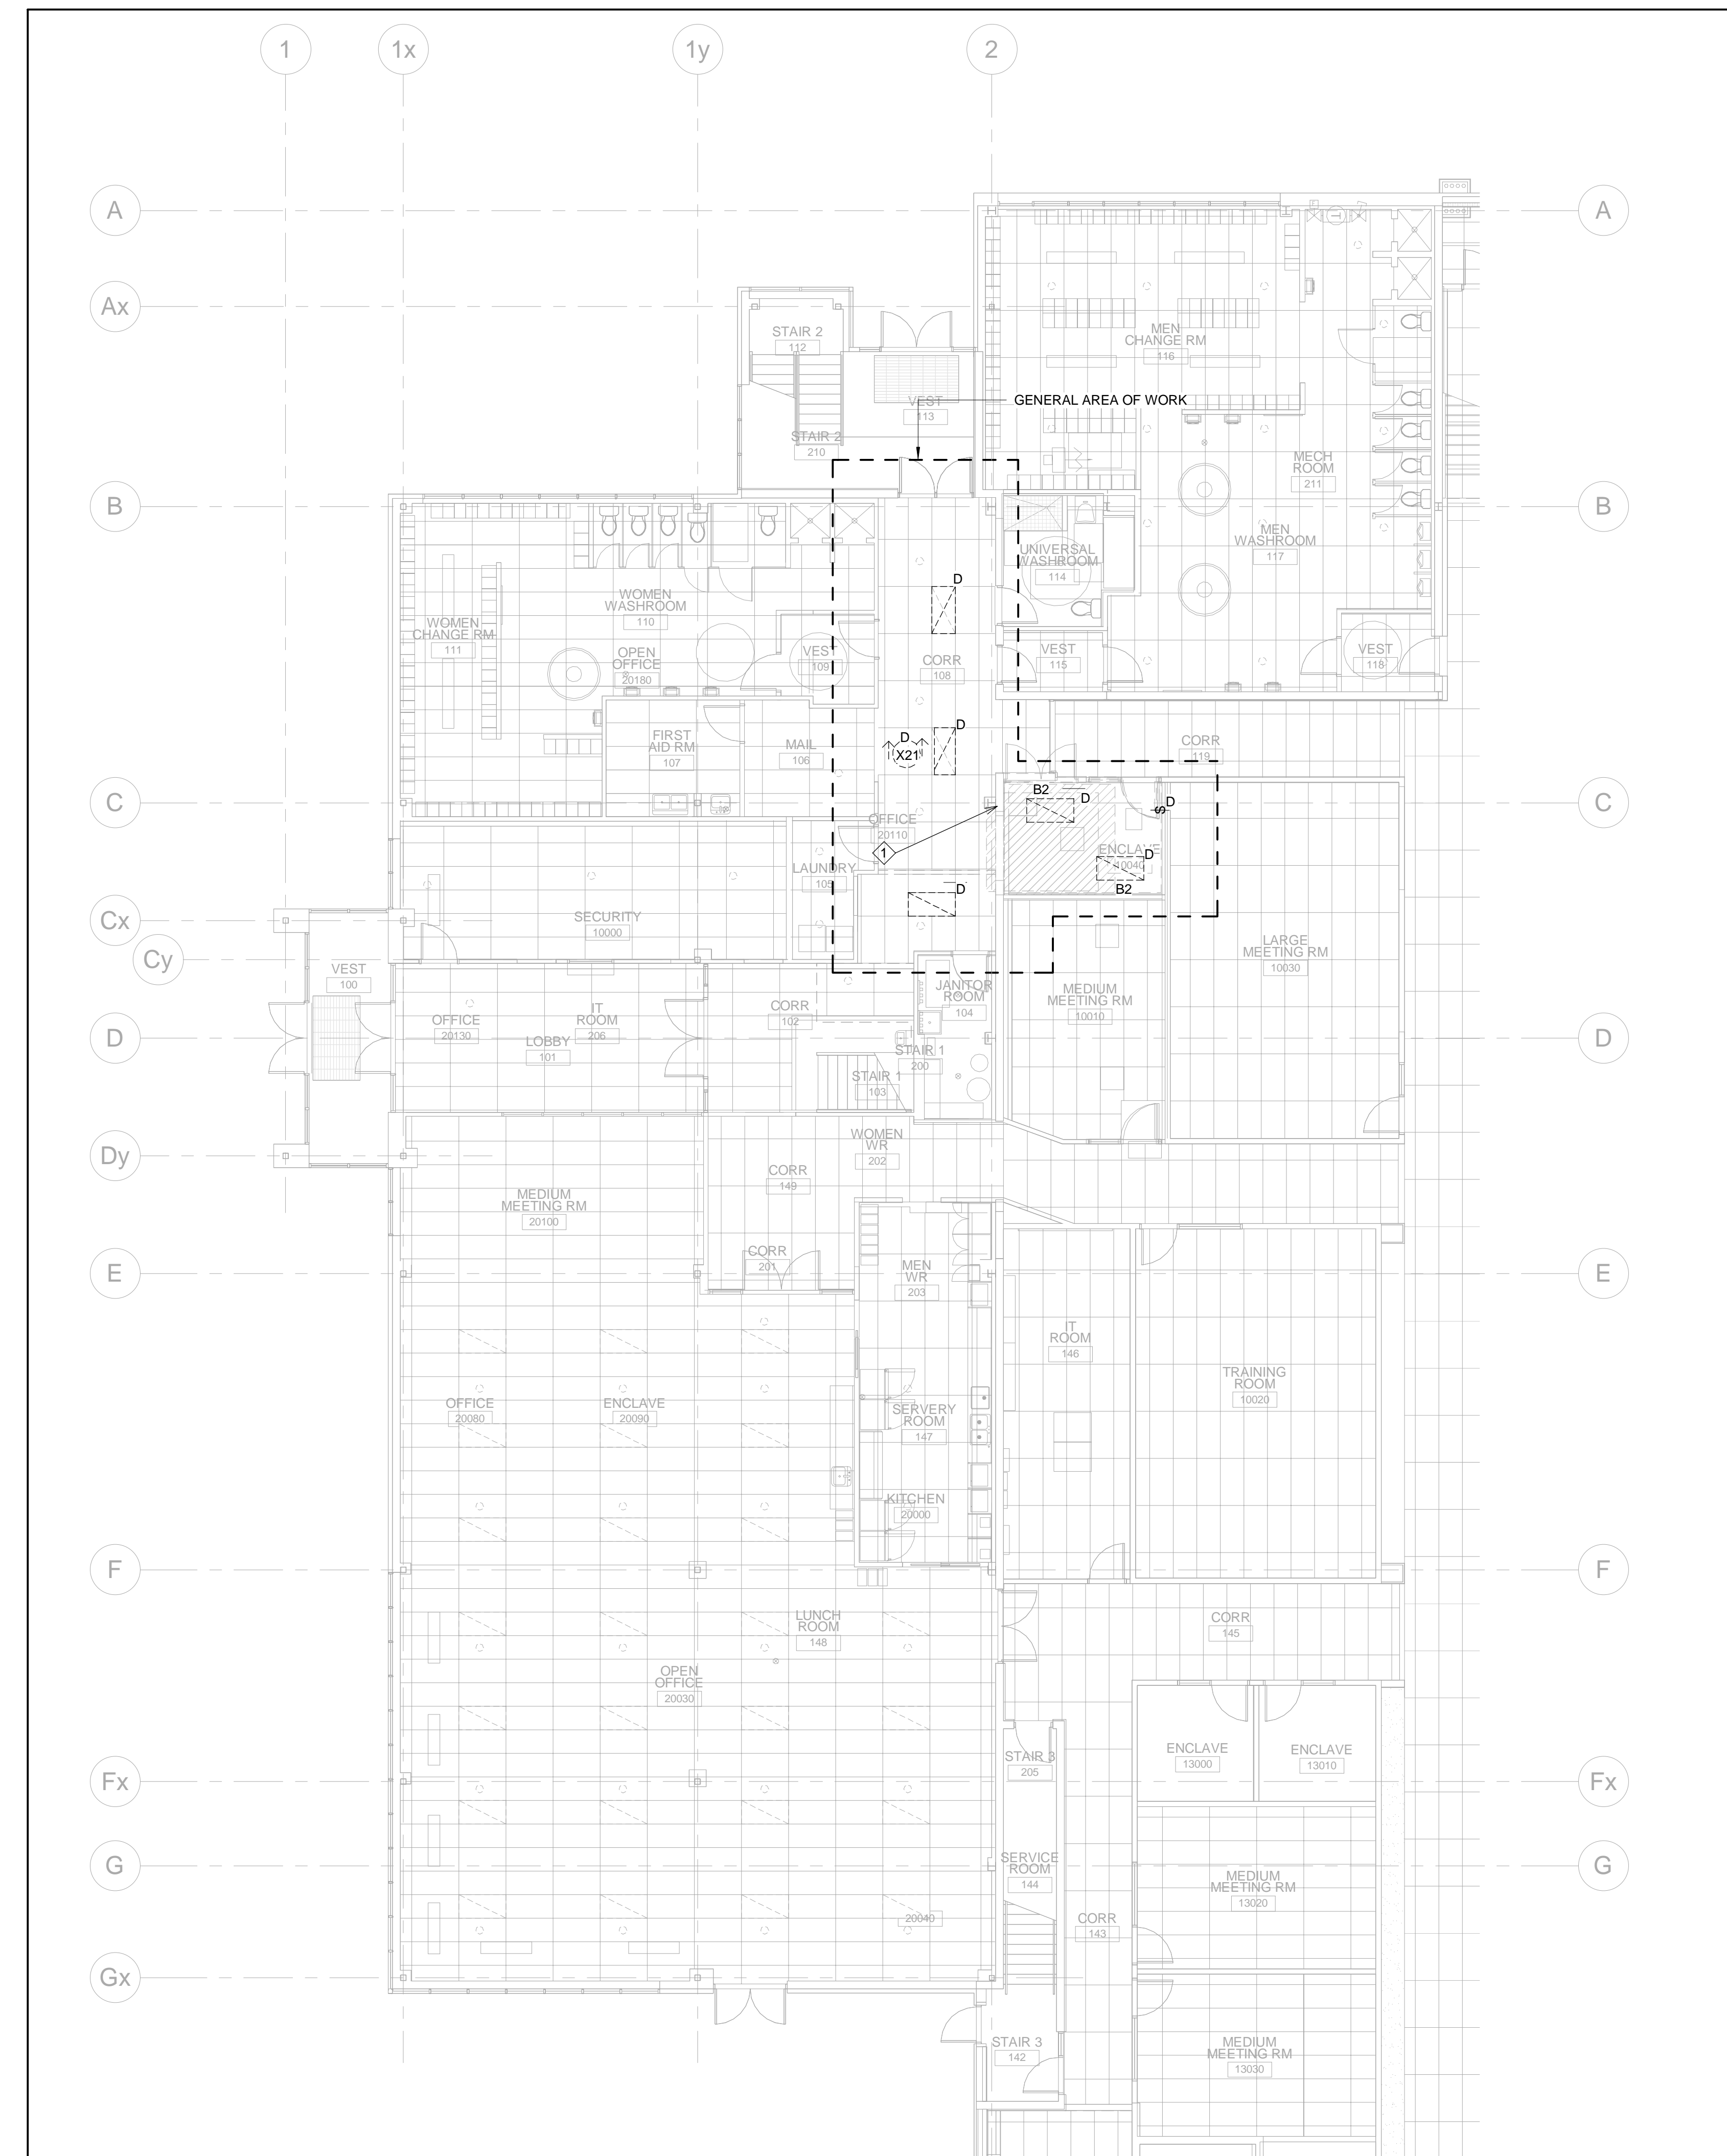 1
1x
1y
2
A
A
Ax
STAIR 2
112
MEN
CHANGE RM
116
VEST
113
GENERAL AREA OF WORK
STAIR 2
210
MECH
ROOM
211
B
B
MEN
WASHROOM
117
UNIVERSAL
WASHROOM
114
D
WOMEN
WASHROOM
110
WOMEN
CHANGE RM
111
OPEN
OFFICE
20180
VEST
109
CORR
108
VEST
115
VEST
118
FIRST
AID RM
107
MAIL
106
D
X21
D
CORR
119
C
C
B2
D
$
D
OFFICE
20110
1
ENCLAVE
10040
D
B2
LAUNDRY
105
D
Cx
SECURITY
10000
Cy
LARGE
MEETING RM
10030
VEST
100
JANITOR
ROOM
104
MEDIUM
MEETING RM
10010
D
OFFICE
20130
IT
ROOM
206
LOBBY
101
CORR
102
D
STAIR 1
200
STAIR 1
103
Dy
WOMEN
WR
202
CORR
149
MEDIUM
MEETING RM
20100
E
CORR
201
MEN
WR
203
E
IT
ROOM
146
TRAINING
ROOM
10020
OFFICE
20080
ENCLAVE
20090
SERVERY
ROOM
147
KITCHEN
20000
F
F
LUNCH
ROOM
148
CORR
145
OPEN
OFFICE
20030
STAIR 3
205
ENCLAVE
13000
ENCLAVE
13010
Fx
Fx
G
SERVICE
ROOM
144
MEDIUM
MEETING RM
13020
G
20040
CORR
143
Gx
STAIR 3
142
MEDIUM
MEETING RM
13030